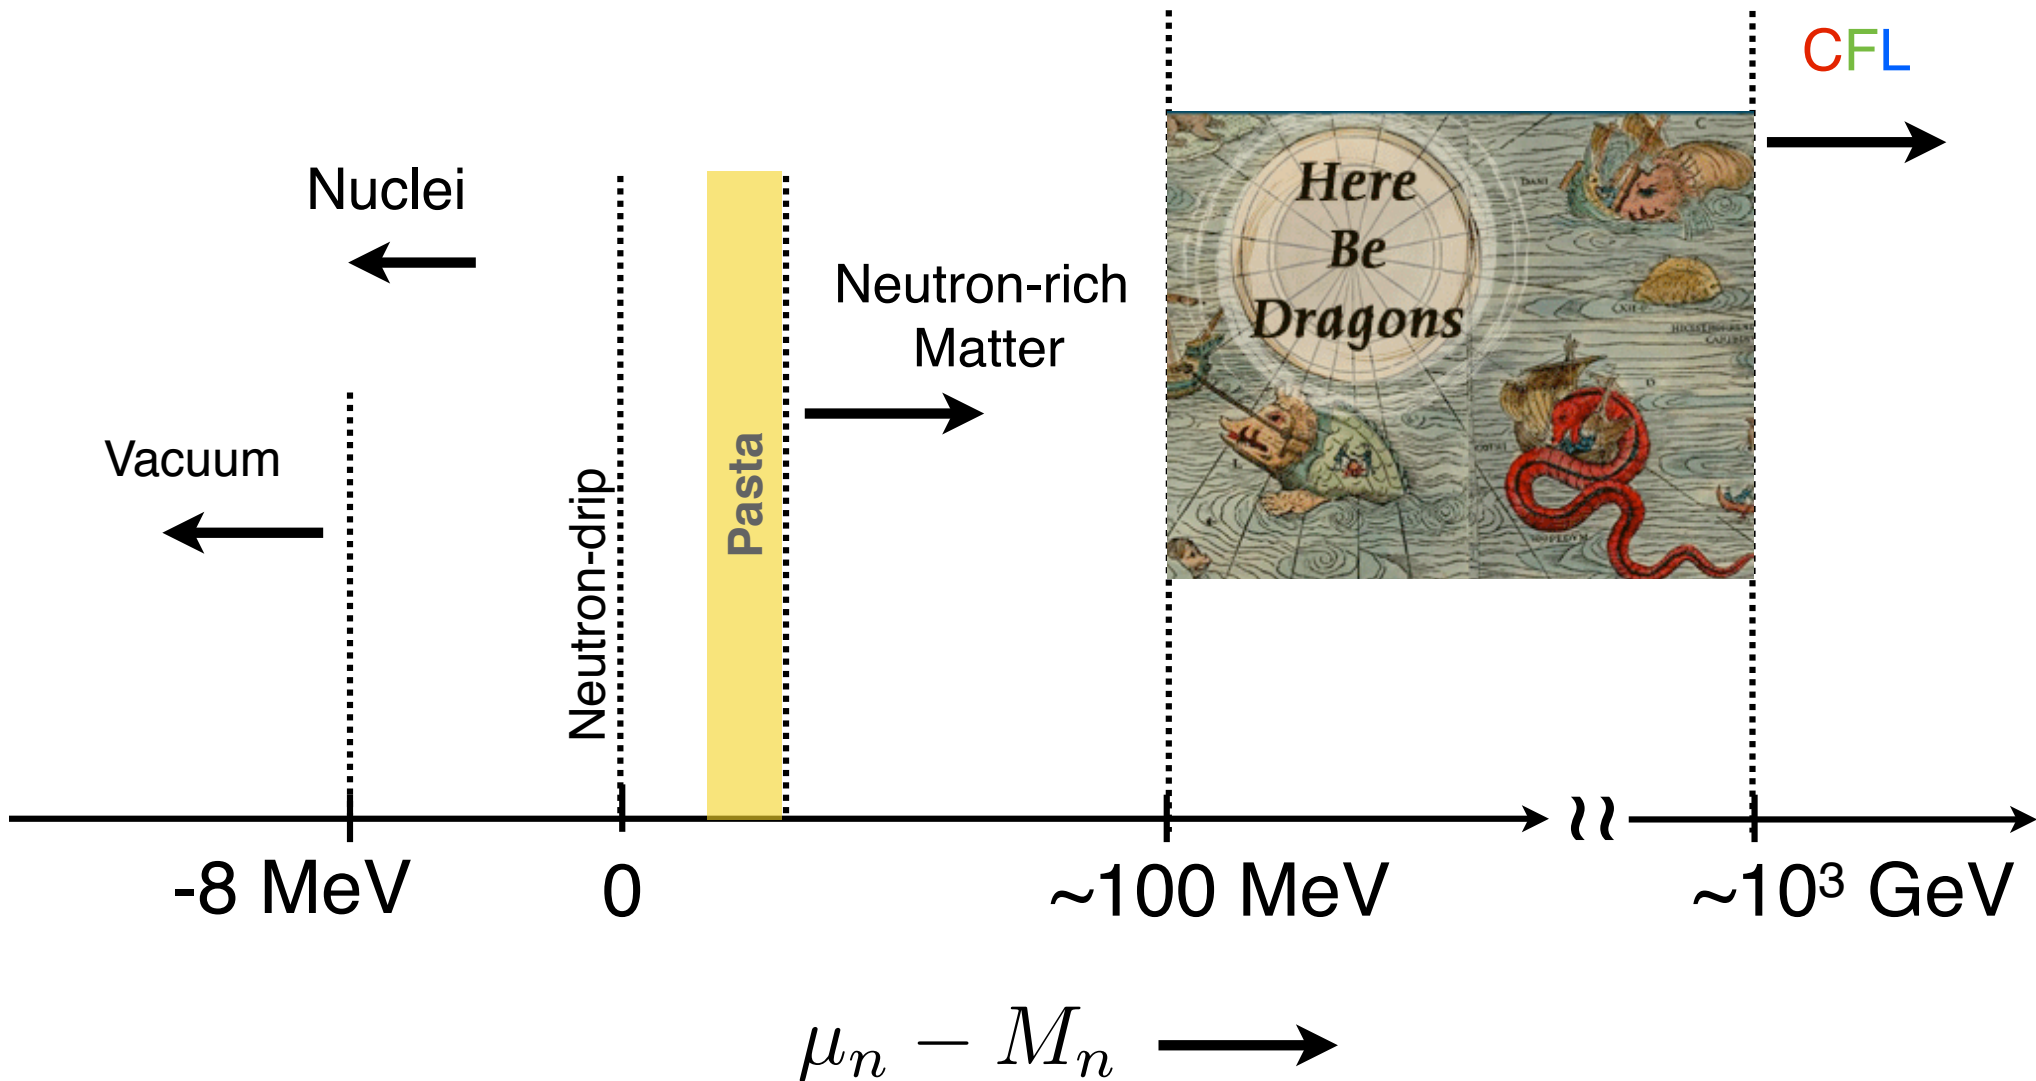 CFL
Nuclei
Here
Be
Dragons
Neutron-rich
Matter
Vacuum
Pasta
Neutron-drip
-8 MeV
0
~100 MeV
~10³ GeV
μₙ − Mₙ